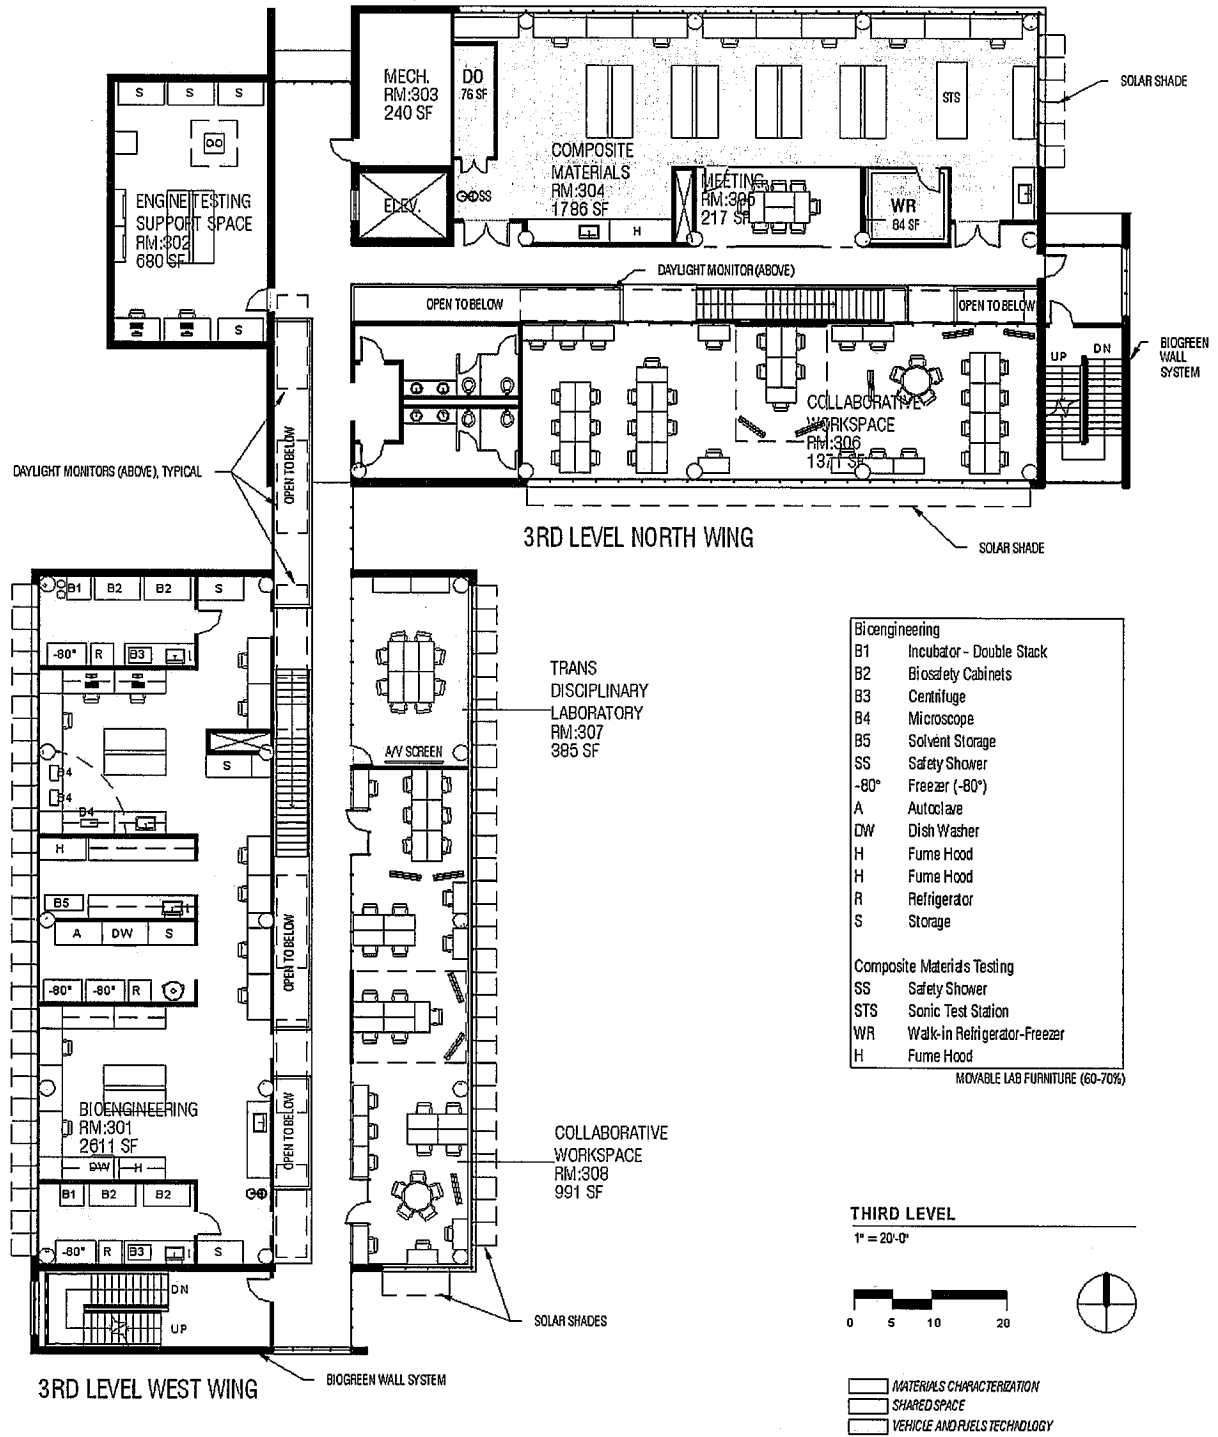 MECH.
RM:303
240 SF
DO
76 SF
STS
SOLAR SHADE
S S S
DO
COMPOSITE
MATERIALS
RM:304
1786 SF
MEETING
RM:305
217 SF
WR
84 SF
SS
ELEV.
H
ENGINE TESTING
SUPPORT SPACE
RM:302
680 SF
S
DAYLIGHT MONITOR (ABOVE)
OPEN TO BELOW
OPEN TO BELOW
UP DN
BIOGREEN
WALL
SYSTEM
COLLABORATIVE
WORKSPACE
RM:306
1371 SF
DAYLIGHT MONITORS (ABOVE), TYPICAL
OPEN TO BELOW
3RD LEVEL NORTH WING
SOLAR SHADE
B1 B2 B2 S
-80° R B3
TRANS
DISCIPLINARY
LABORATORY
RM:307
385 SF
A/V SCREEN
S
B4
B4
B4
H
B5
A DW S
-80° -80° R
OPEN TO BELOW
BIOENGINEERING
RM:301
2611 SF
DW H
OPEN TO BELOW
COLLABORATIVE
WORKSPACE
RM:308
991 SF
B1 B2 B2
-80° R B3 S
DN
UP
SOLAR SHADES
BIOGREEN WALL SYSTEM
3RD LEVEL WEST WING
Bioengineering
B1 Incubator - Double Stack
B2 Biosafety Cabinets
B3 Centrifuge
B4 Microscope
B5 Solvent Storage
SS Safety Shower
-80° Freezer (-80°)
A Autoclave
DW Dish Washer
H Fume Hood
H Fume Hood
R Refrigerator
S Storage
Composite Materials Testing
SS Safety Shower
STS Sonic Test Station
WR Walk-in Refrigerator-Freezer
H Fume Hood
MOVABLE LAB FURNITURE (60-70%)
THIRD LEVEL
1" = 20'-0"
0 5 10 20
MATERIALS CHARACTERIZATION
SHARED SPACE
VEHICLE AND FUELS TECHNOLOGY